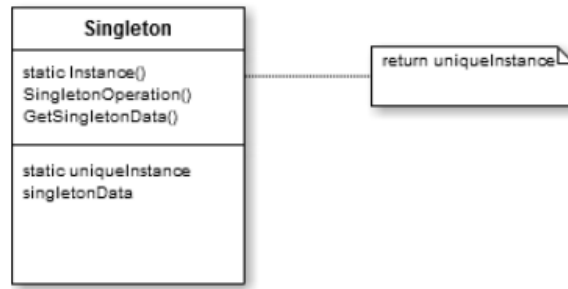 Singleton
static Instance()
SingletonOperation()
GetSingletonData()
return uniqueInstance
static uniqueInstance
singletonData